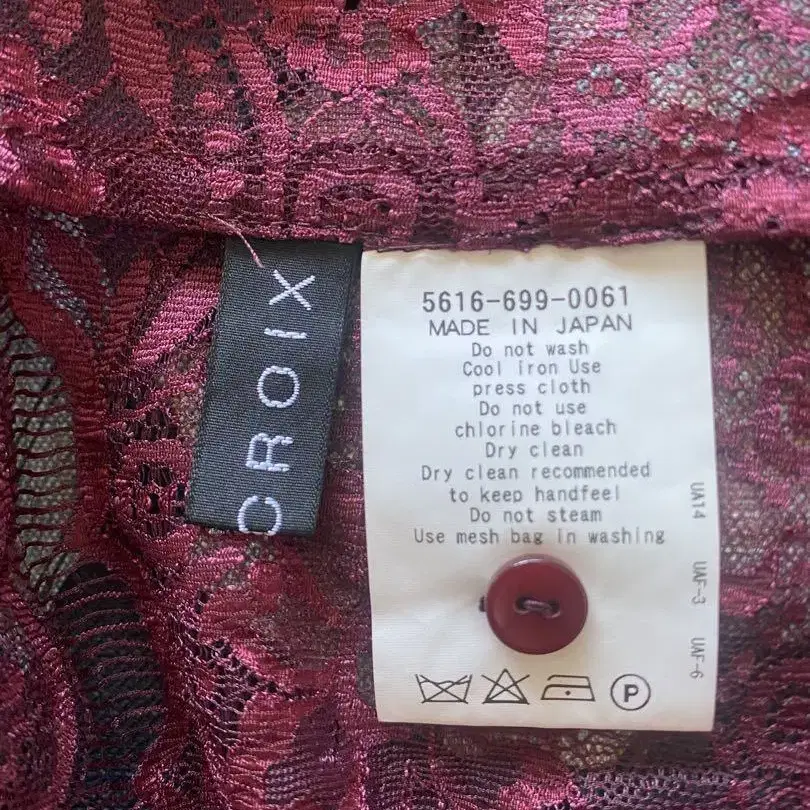 CROIX
5616-699-0061
MADE IN JAPAN
Do not wash
Cool iron Use
press cloth
Do not use
chlorine bleach
Dry clean
Dry clean recommended
to keep handfeel
Do not steam
Use mesh bag in washing
P
UA14 UAF-3 UAF-6